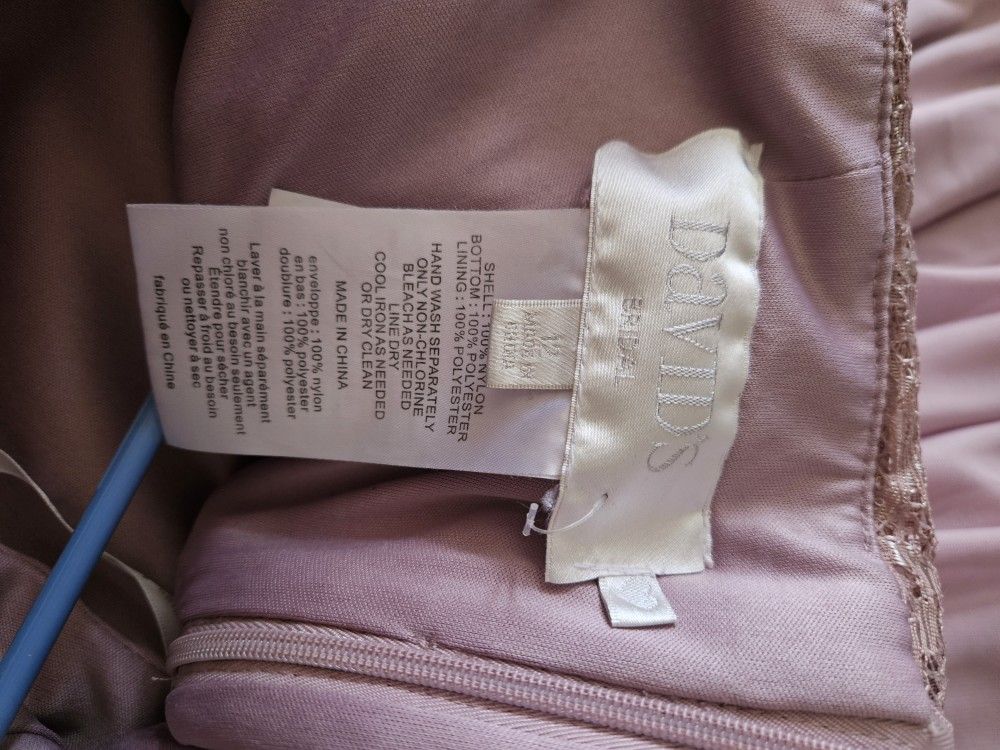 DAVID'S
BRIDAL
12
MADE IN
CHINA
SHELL : 100% NYLON
BOTTOM : 100% POLYESTER
LINING : 100% POLYESTER
HAND WASH SEPARATELY
ONLY NON-CHLORINE
BLEACH AS NEEDED
LINE DRY
COOL IRON AS NEEDED
OR DRY CLEAN
MADE IN CHINA
enveloppe : 100% nylon
en bas : 100% polyester
doublure : 100% polyester
Laver à la main séparément
blanchir avec un agent
non chloré au besoin seulement
Étendre pour sécher
Repasser à froid au besoin
ou nettoyer à sec
fabriqué en Chine